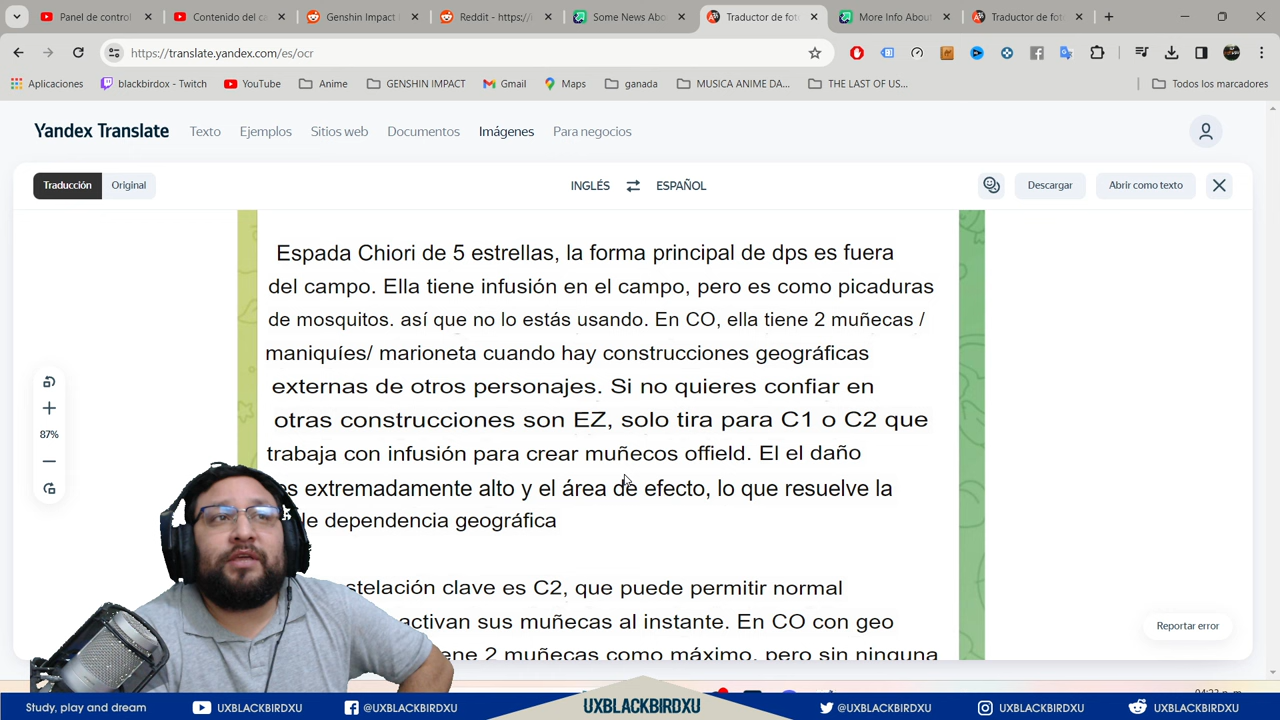 Panel de control
Contenido del ca
Genshin Impact
Reddit - https://i
Some News Abo
Traductor de fot
More Info About
Traductor de fot
https://translate.yandex.com/es/ocr
Aplicaciones
blackbirdox - Twitch
YouTube
Anime
GENSHIN IMPACT
Gmail
Maps
ganada
MUSICA ANIME DA...
THE LAST OF US...
Todos los marcadores
Yandex Translate
Texto
Ejemplos
Sitios web
Documentos
Imágenes
Para negocios
Traducción
Original
INGLÉS
ESPAÑOL
Descargar
Abrir como texto
Espada Chiori de 5 estrellas, la forma principal de dps es fuera
del campo. Ella tiene infusión en el campo, pero es como picaduras
de mosquitos. así que no lo estás usando. En CO, ella tiene 2 muñecas /
maniquíes/ marioneta cuando hay construcciones geográficas
externas de otros personajes. Si no quieres confiar en
otras construcciones son EZ, solo tira para C1 o C2 que
trabaja con infusión para crear muñecos offield. El el daño
es extremadamente alto y el área de efecto, lo que resuelve la
de dependencia geográfica
stelación clave es C2, que puede permitir normal
activan sus muñecas al instante. En CO con geo
ene 2 muñecas como máximo, pero sin ninguna
87%
Reportar error
Study, play and dream
UXBLACKBIRDXU
@UXBLACKBIRDXU
UXBLACKBIRDXU
@UXBLACKBIRDXU
UXBLACKBIRDXU
UXBLACKBIRDXU